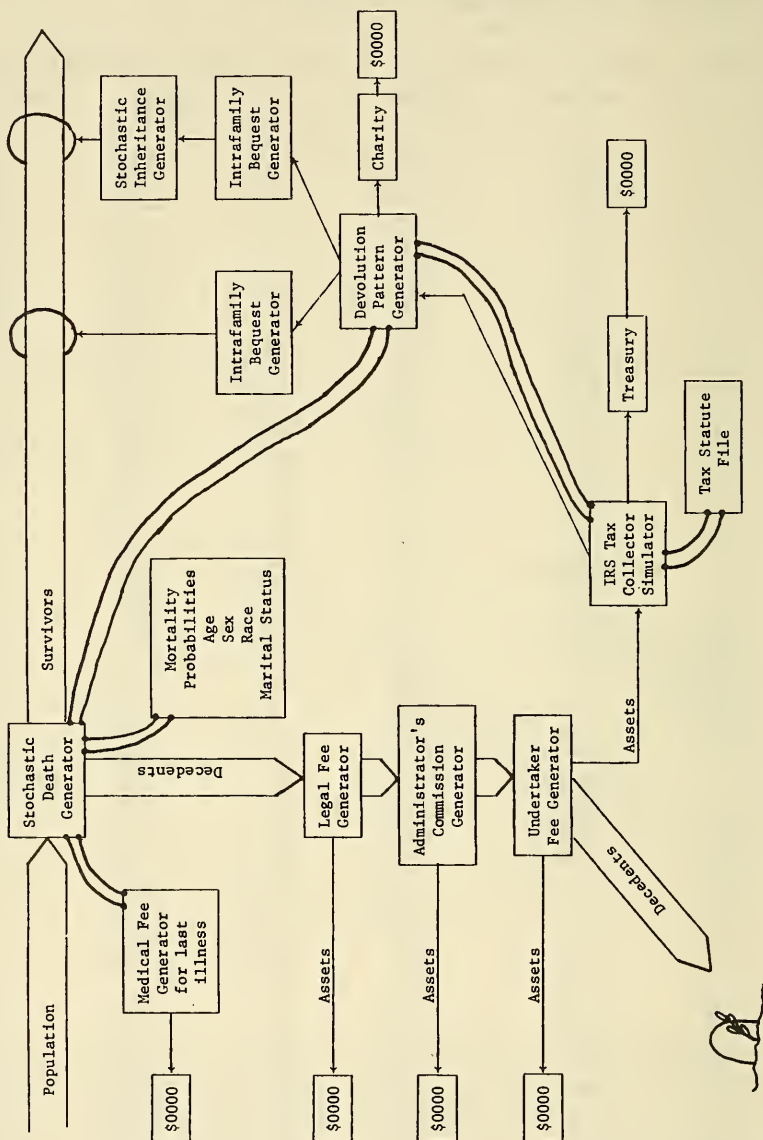 Population
Stochastic
Death
Generator
Survivors
Medical Fee
Generator
for last
illness
$0000
Mortality
Probabilities
Age
Sex
Race
Marital Status
Decedents
Legal Fee
Generator
Assets
$0000
Administrator's
Commission
Generator
Assets
$0000
Undertaker
Fee Generator
Assets
$0000
Decedents
Assets
IRS Tax
Collector
Simulator
Tax Statute
File
Treasury
$0000
Devolution
Pattern
Generator
Charity
$0000
Intrafamily
Bequest
Generator
Intrafamily
Bequest
Generator
Stochastic
Inheritance
Generator